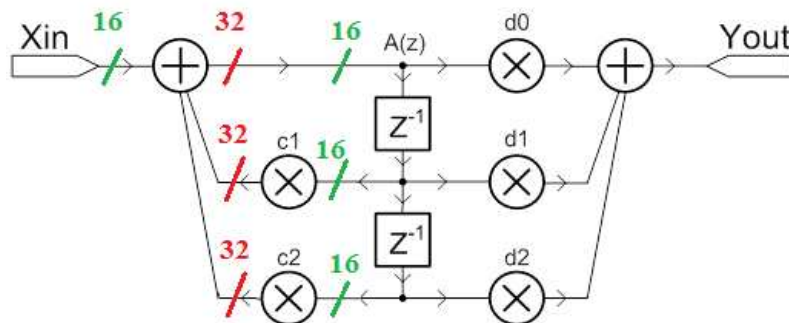 Xin 16 32 16 A(z) d0 Yout
Z⁻¹
32 c1 16 d1
Z⁻¹
32 c2 16 d2